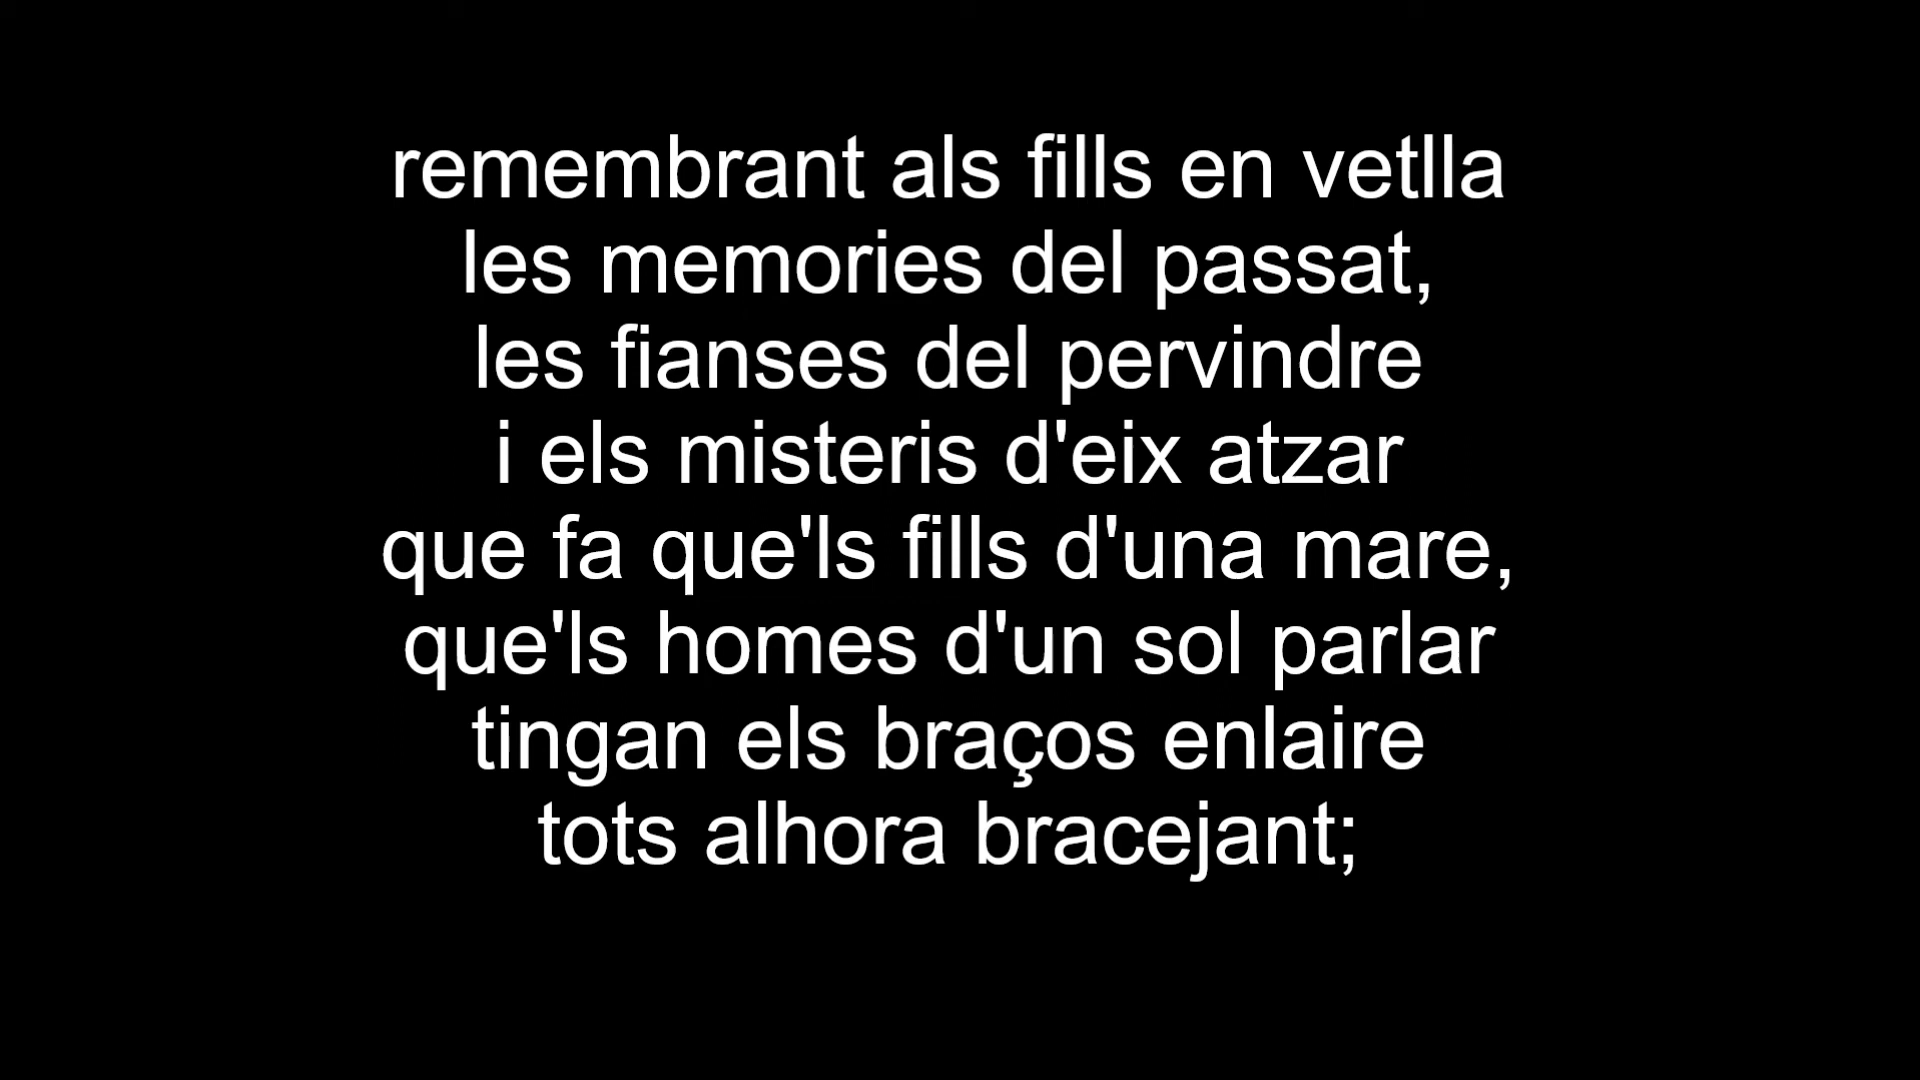 remembrant als fills en vetlla
les memories del passat,
les fianses del pervindre
i els misteris d'eix atzar
que fa que'ls fills d'una mare,
que'ls homes d'un sol parlar
tingan els braços enlaire
tots alhora bracejant;